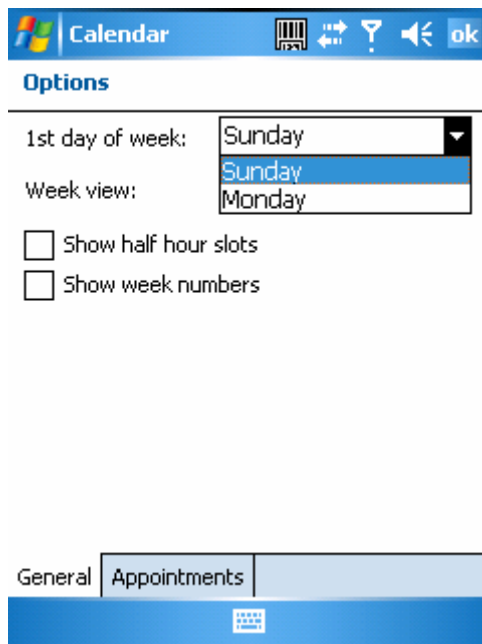 Calendar
123
ok
Options
1st day of week:
Sunday
Sunday
Week view:
Monday
Show half hour slots
Show week numbers
General
Appointments